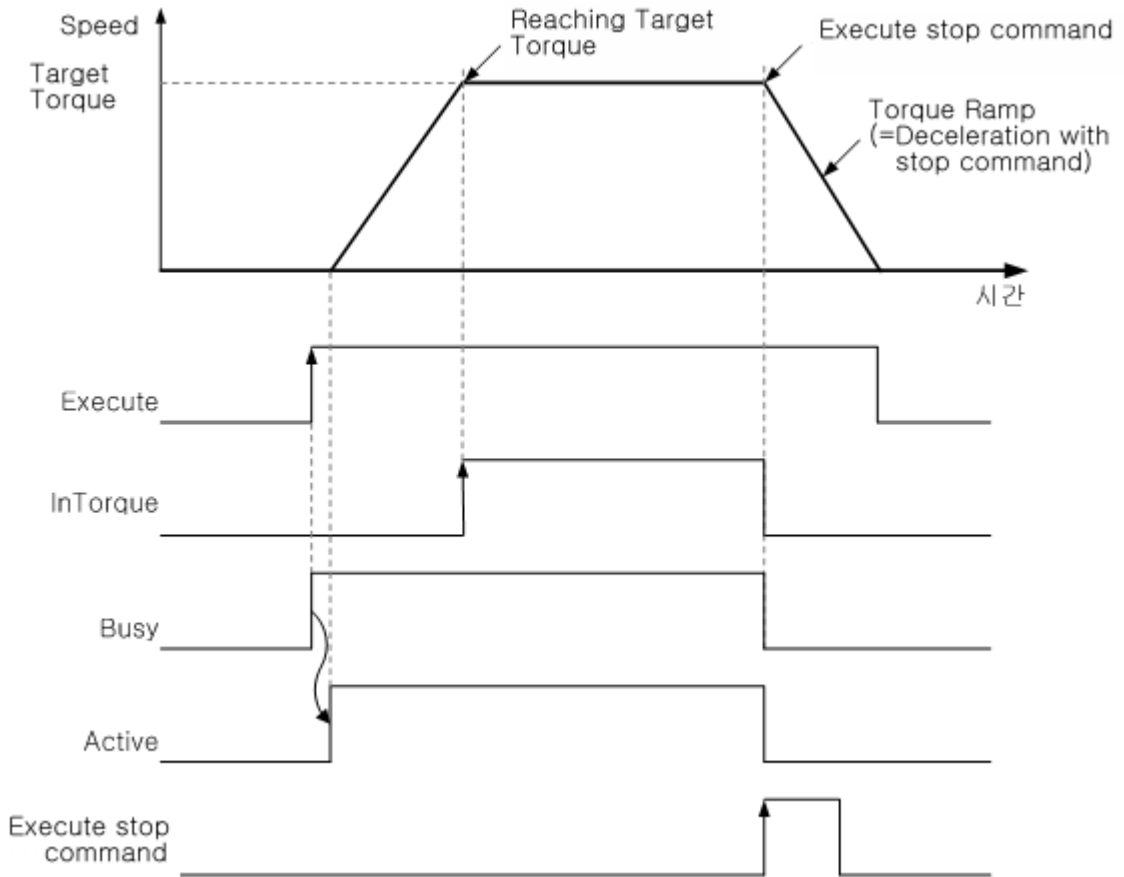 Speed
Reaching Target
Torque
Execute stop command
Target
Torque
Torque Ramp
(=Deceleration with
stop command)
시간
Execute
InTorque
Busy
Active
Execute stop
command